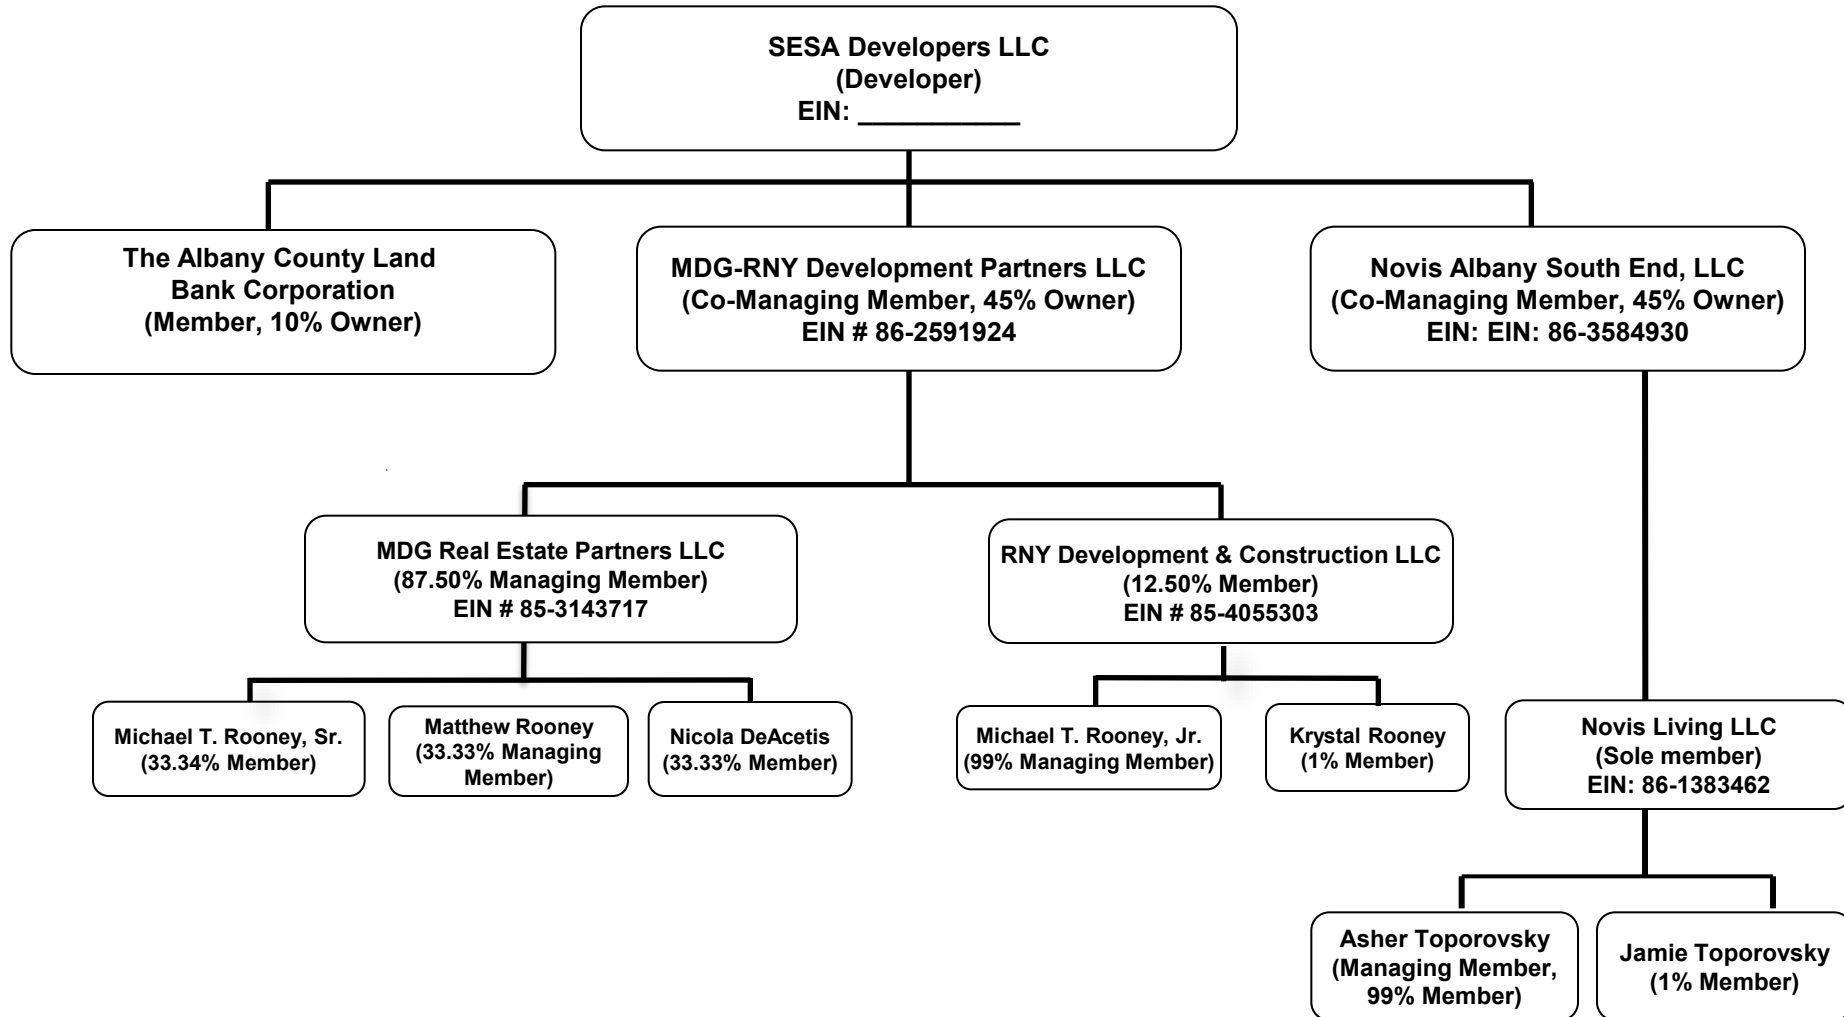 SESA Developers LLC
(Developer)
EIN: ___________
The Albany County Land
Bank Corporation
(Member, 10% Owner)
MDG-RNY Development Partners LLC
(Co-Managing Member, 45% Owner)
EIN # 86-2591924
Novis Albany South End, LLC
(Co-Managing Member, 45% Owner)
EIN: EIN: 86-3584930
MDG Real Estate Partners LLC
(87.50% Managing Member)
EIN # 85-3143717
RNY Development & Construction LLC
(12.50% Member)
EIN # 85-4055303
Michael T. Rooney, Sr.
(33.34% Member)
Matthew Rooney
(33.33% Managing
Member)
Nicola DeAcetis
(33.33% Member)
Michael T. Rooney, Jr.
(99% Managing Member)
Krystal Rooney
(1% Member)
Novis Living LLC
(Sole member)
EIN: 86-1383462
Asher Toporovsky
(Managing Member,
99% Member)
Jamie Toporovsky
(1% Member)